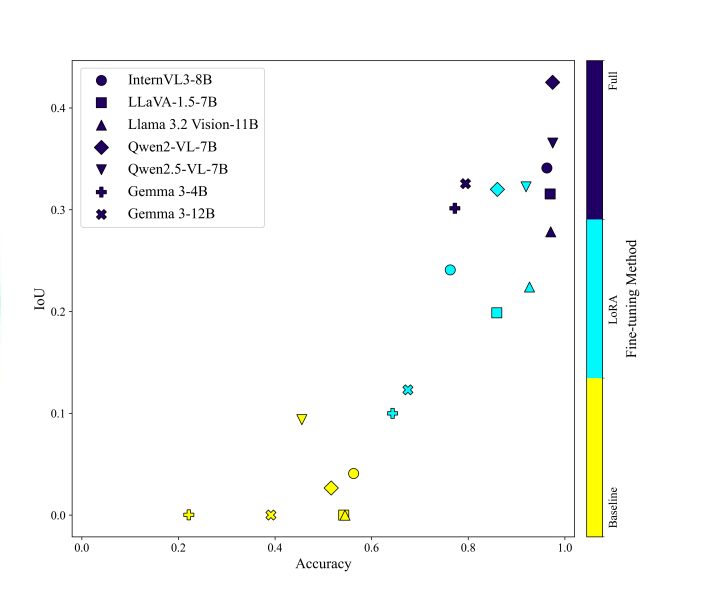 InternVL3-8B
LLaVA-1.5-7B
Llama 3.2 Vision-11B
Qwen2-VL-7B
Qwen2.5-VL-7B
Gemma 3-4B
Gemma 3-12B
0.4
0.3
0.2
0.1
0.0
IoU
0.0 0.2 0.4 0.6 0.8 1.0
Accuracy
Full
LoRA
Baseline
Fine-tuning Method